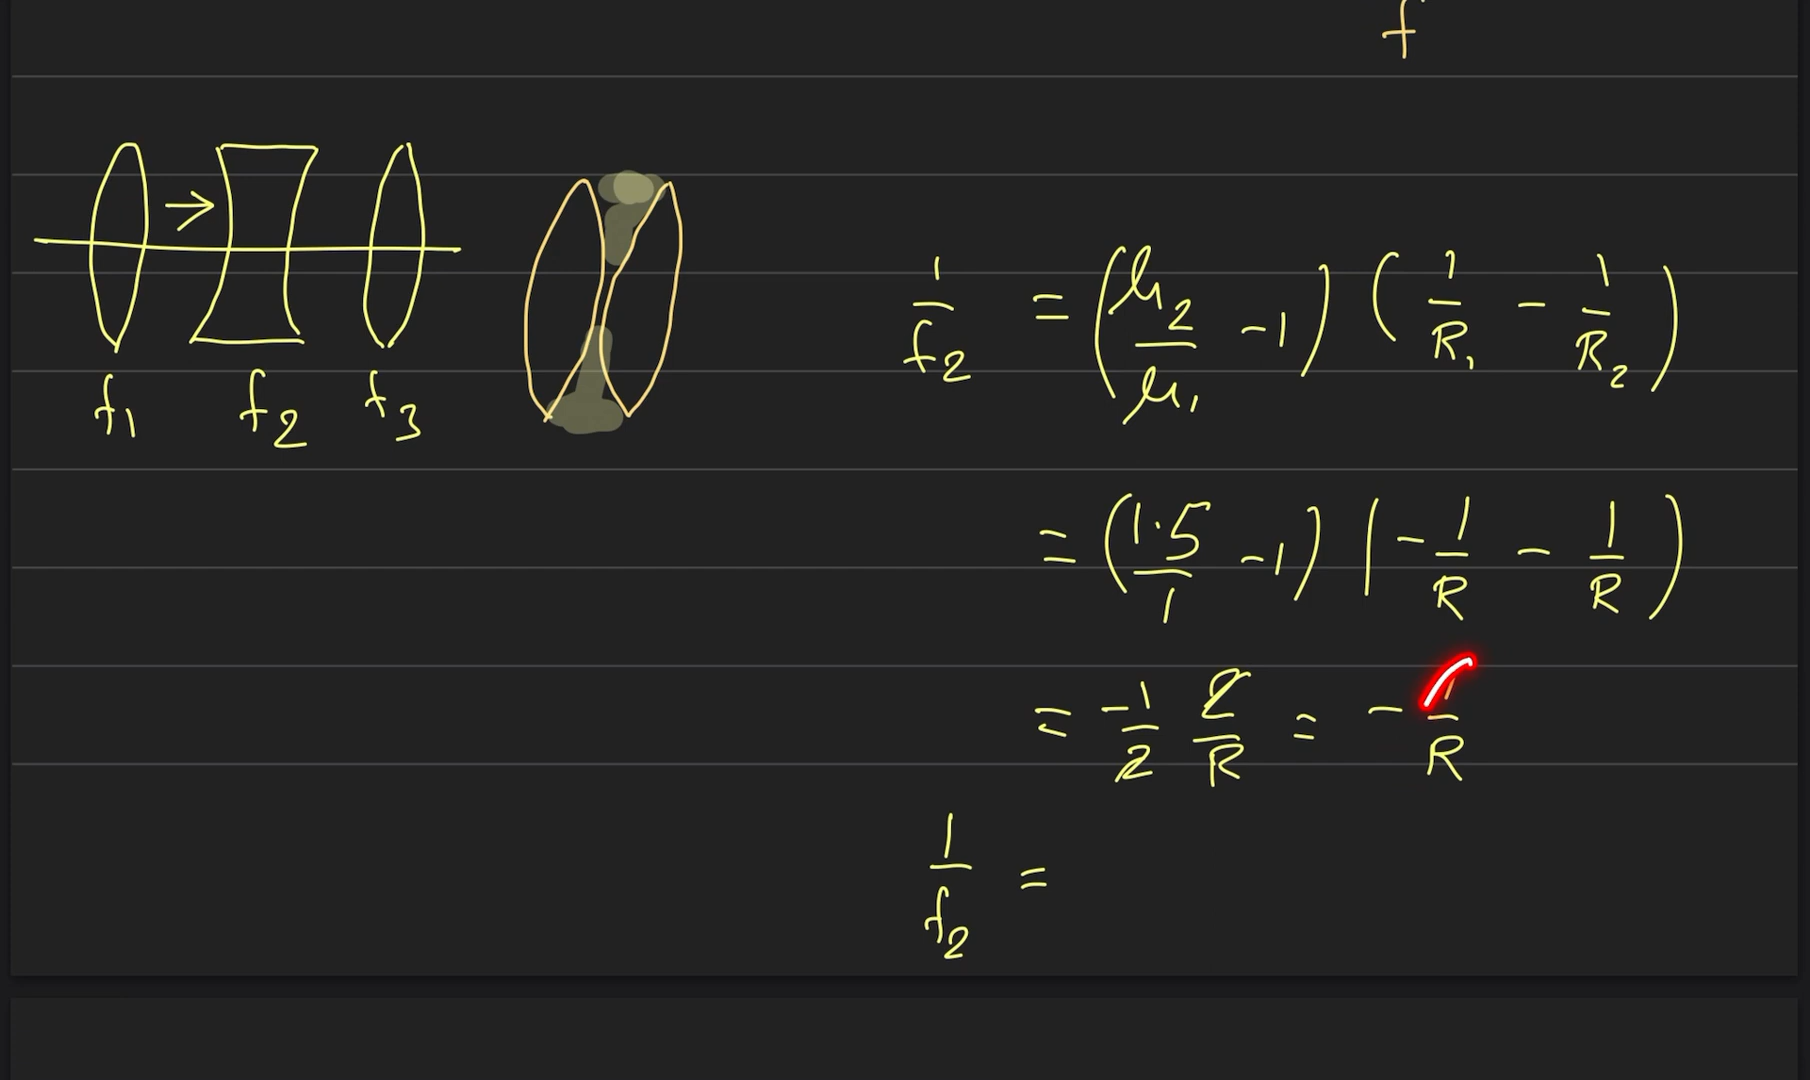 f
f₁ f₂ f₃
1/f₂ = (μ₂/μ₁ -1) (1/R₁ - 1/R₂)
= (1.5/1 -1) (-1/R - 1/R)
= -1/2 2/R = -1/R
1/f₂ =